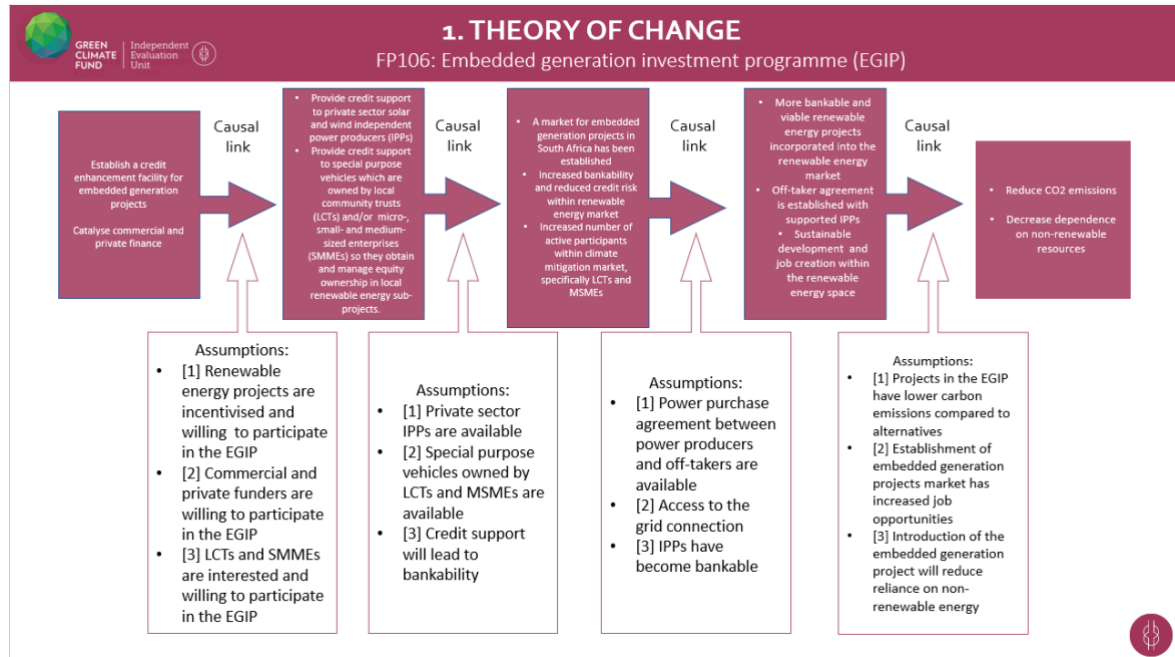 GREEN
CLIMATE
FUND
Independent
Evaluation
Unit
1. THEORY OF CHANGE
FP106: Embedded generation investment programme (EGIP)
Establish a credit
enhancement facility for
embedded generation
projects
Catalyse commercial and
private finance
Causal
link
• Provide credit support
to private sector solar
and wind independent
power producers (IPPs)
• Provide credit support
to special purpose
vehicles which are
owned by local
community trusts
(LCTs) and/or micro-,
small- and medium-
sized enterprises
(SMMEs) so they obtain
and manage equity
ownership in local
renewable energy sub-
projects.
Causal
link
• A market for embedded
generation projects in
South Africa has been
established
• Increased bankability
and reduced credit risk
within renewable
energy market
• Increased number of
active participants
within climate
mitigation market,
specifically LCTs and
MSMEs
Causal
link
• More bankable and
viable renewable
energy projects
incorporated into the
renewable energy
market
• Off-taker agreement
is established with
supported IPPs
• Sustainable
development and
job creation within
the renewable
energy space
Causal
link
• Reduce CO2 emissions
• Decrease dependence
on non-renewable
resources
Assumptions:
• [1] Renewable
energy projects are
incentivised and
willing to participate
in the EGIP
• [2] Commercial and
private funders are
willing to participate
in the EGIP
• [3] LCTs and SMMEs
are interested and
willing to participate
in the EGIP
Assumptions:
• [1] Private sector
IPPs are available
• [2] Special purpose
vehicles owned by
LCTs and MSMEs are
available
• [3] Credit support
will lead to
bankability
Assumptions:
• [1] Power purchase
agreement between
power producers
and off-takers are
available
• [2] Access to the
grid connection
• [3] IPPs have
become bankable
Assumptions:
• [1] Projects in the EGIP
have lower carbon
emissions compared to
alternatives
• [2] Establishment of
embedded generation
projects market has
increased job
opportunities
• [3] Introduction of the
embedded generation
project will reduce
reliance on non-
renewable energy